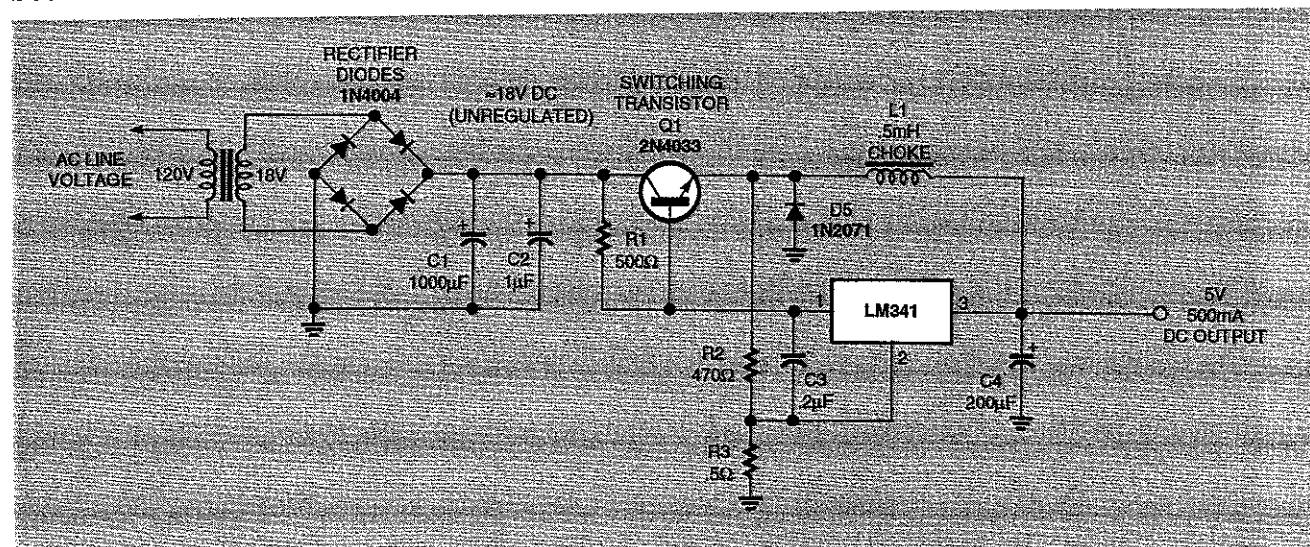 RECTIFIER
DIODES
1N4004
~18V DC
(UNREGULATED)
SWITCHING
TRANSISTOR
Q1
2N4033
L1
.5mH
CHOKE
AC LINE
VOLTAGE
120V
18V
D5
1N2071
+
C1
1000µF
+
C2
1µF
R1
500Ω
1
LM341
3
2
5V
500mA
DC OUTPUT
R2
470Ω
C3
.2µF
+
C4
200µF
R3
.5Ω